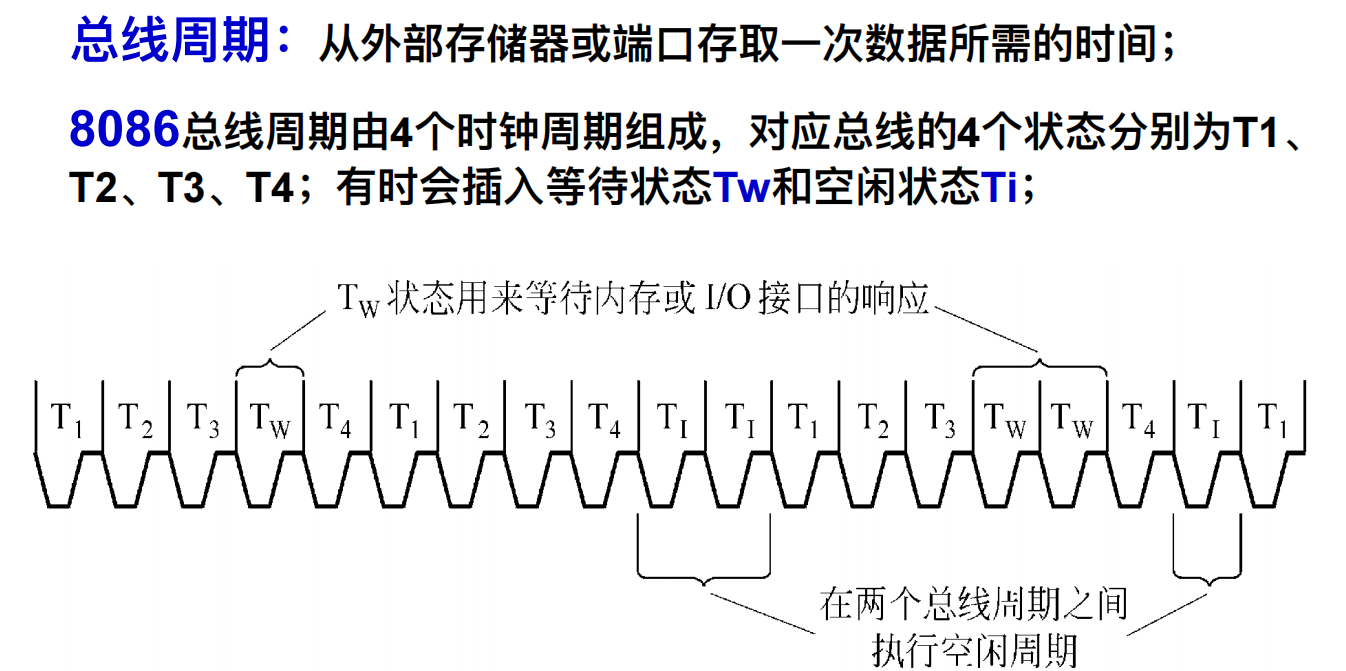 总线周期：从外部存储器或端口存取一次数据所需的时间；
8086总线周期由4个时钟周期组成，对应总线的4个状态分别为T1、
T2、T3、T4；有时会插入等待状态Tw和空闲状态Ti；
TW 状态用来等待内存或 I/O 接口的响应
T1 T2 T3 TW T4 T1 T2 T3 T4 TI TI T1 T2 T3 TW TW T4 TI T1
在两个总线周期之间
执行空闲周期